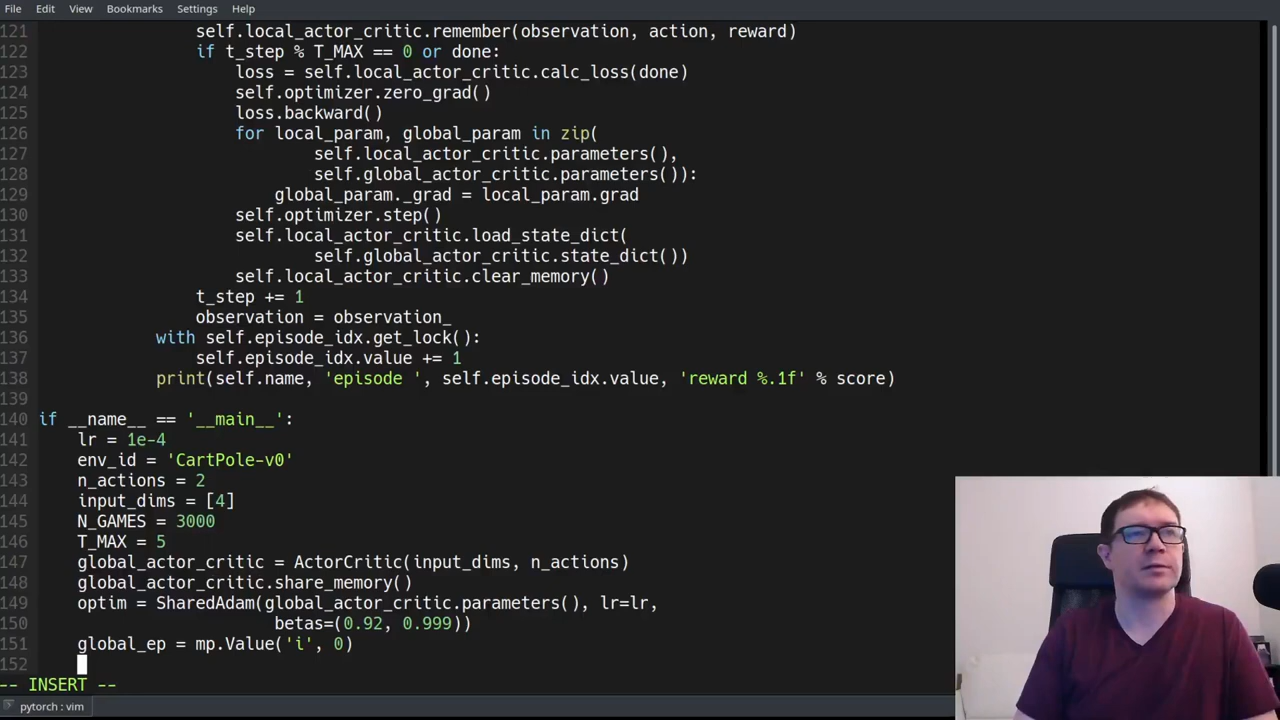 File Edit View Bookmarks Settings Help
121 self.local_actor_critic.remember(observation, action, reward)
122 if t_step % T_MAX == 0 or done:
123 loss = self.local_actor_critic.calc_loss(done)
124 self.optimizer.zero_grad()
125 loss.backward()
126 for local_param, global_param in zip(
127 self.local_actor_critic.parameters(),
128 self.global_actor_critic.parameters()):
129 global_param._grad = local_param.grad
130 self.optimizer.step()
131 self.local_actor_critic.load_state_dict(
132 self.global_actor_critic.state_dict())
133 self.local_actor_critic.clear_memory()
134 t_step += 1
135 observation = observation_
136 with self.episode_idx.get_lock():
137 self.episode_idx.value += 1
138 print(self.name, 'episode ', self.episode_idx.value, 'reward %.1f' % score)
139
140 if __name__ == '__main__':
141 lr = 1e-4
142 env_id = 'CartPole-v0'
143 n_actions = 2
144 input_dims = [4]
145 N_GAMES = 3000
146 T_MAX = 5
147 global_actor_critic = ActorCritic(input_dims, n_actions)
148 global_actor_critic.share_memory()
149 optim = SharedAdam(global_actor_critic.parameters(), lr=lr,
150 betas=(0.92, 0.999))
151 global_ep = mp.Value('i', 0)
152
-- INSERT --
pytorch : vim